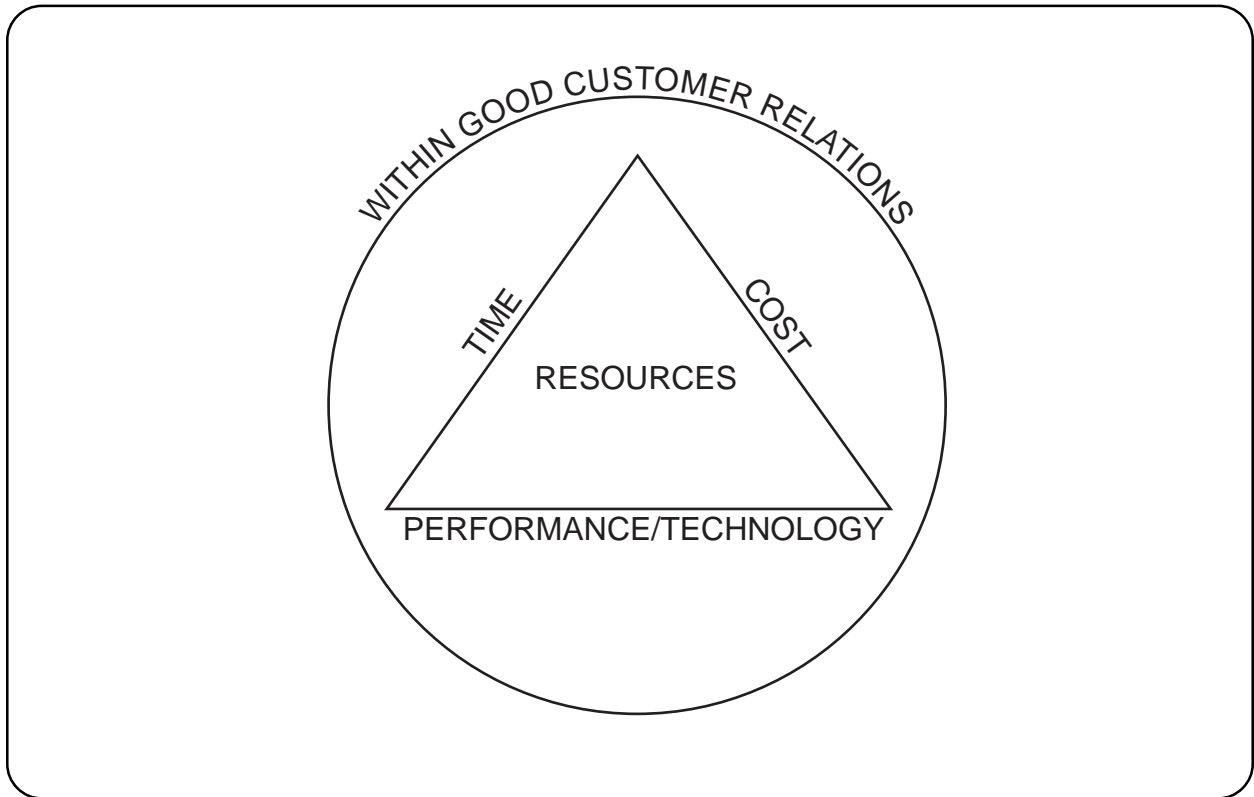 WITHIN GOOD CUSTOMER RELATIONS
TIME
COST
RESOURCES
PERFORMANCE/TECHNOLOGY